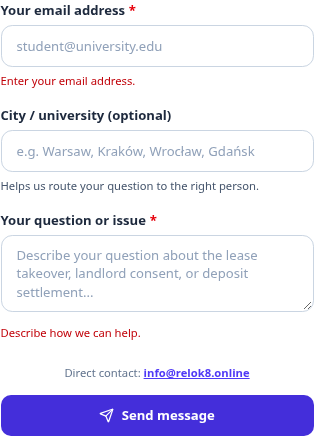 Your email address *
student@university.edu
Enter your email address.
City / university (optional)
e.g. Warsaw, Kraków, Wrocław, Gdańsk
Helps us route your question to the right person.
Your question or issue *
Describe your question about the lease
takeover, landlord consent, or deposit
settlement...
Describe how we can help.
Direct contact: info@relok8.online
Send message